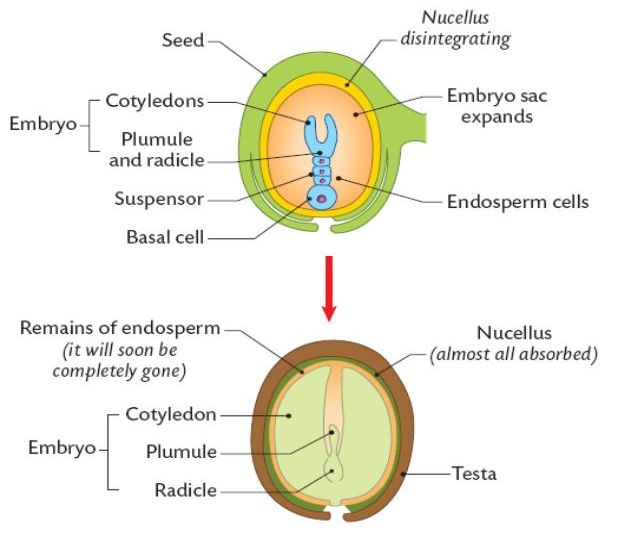 Nucellus
disintegrating
Seed
Cotyledons
Embryo
Plumule
and radicle
Suspensor
Basal cell
Embryo sac
expands
Endosperm cells
Remains of endosperm
(it will soon be
completely gone)
Nucellus
(almost all absorbed)
Cotyledon
Embryo
Plumule
Radicle
Testa